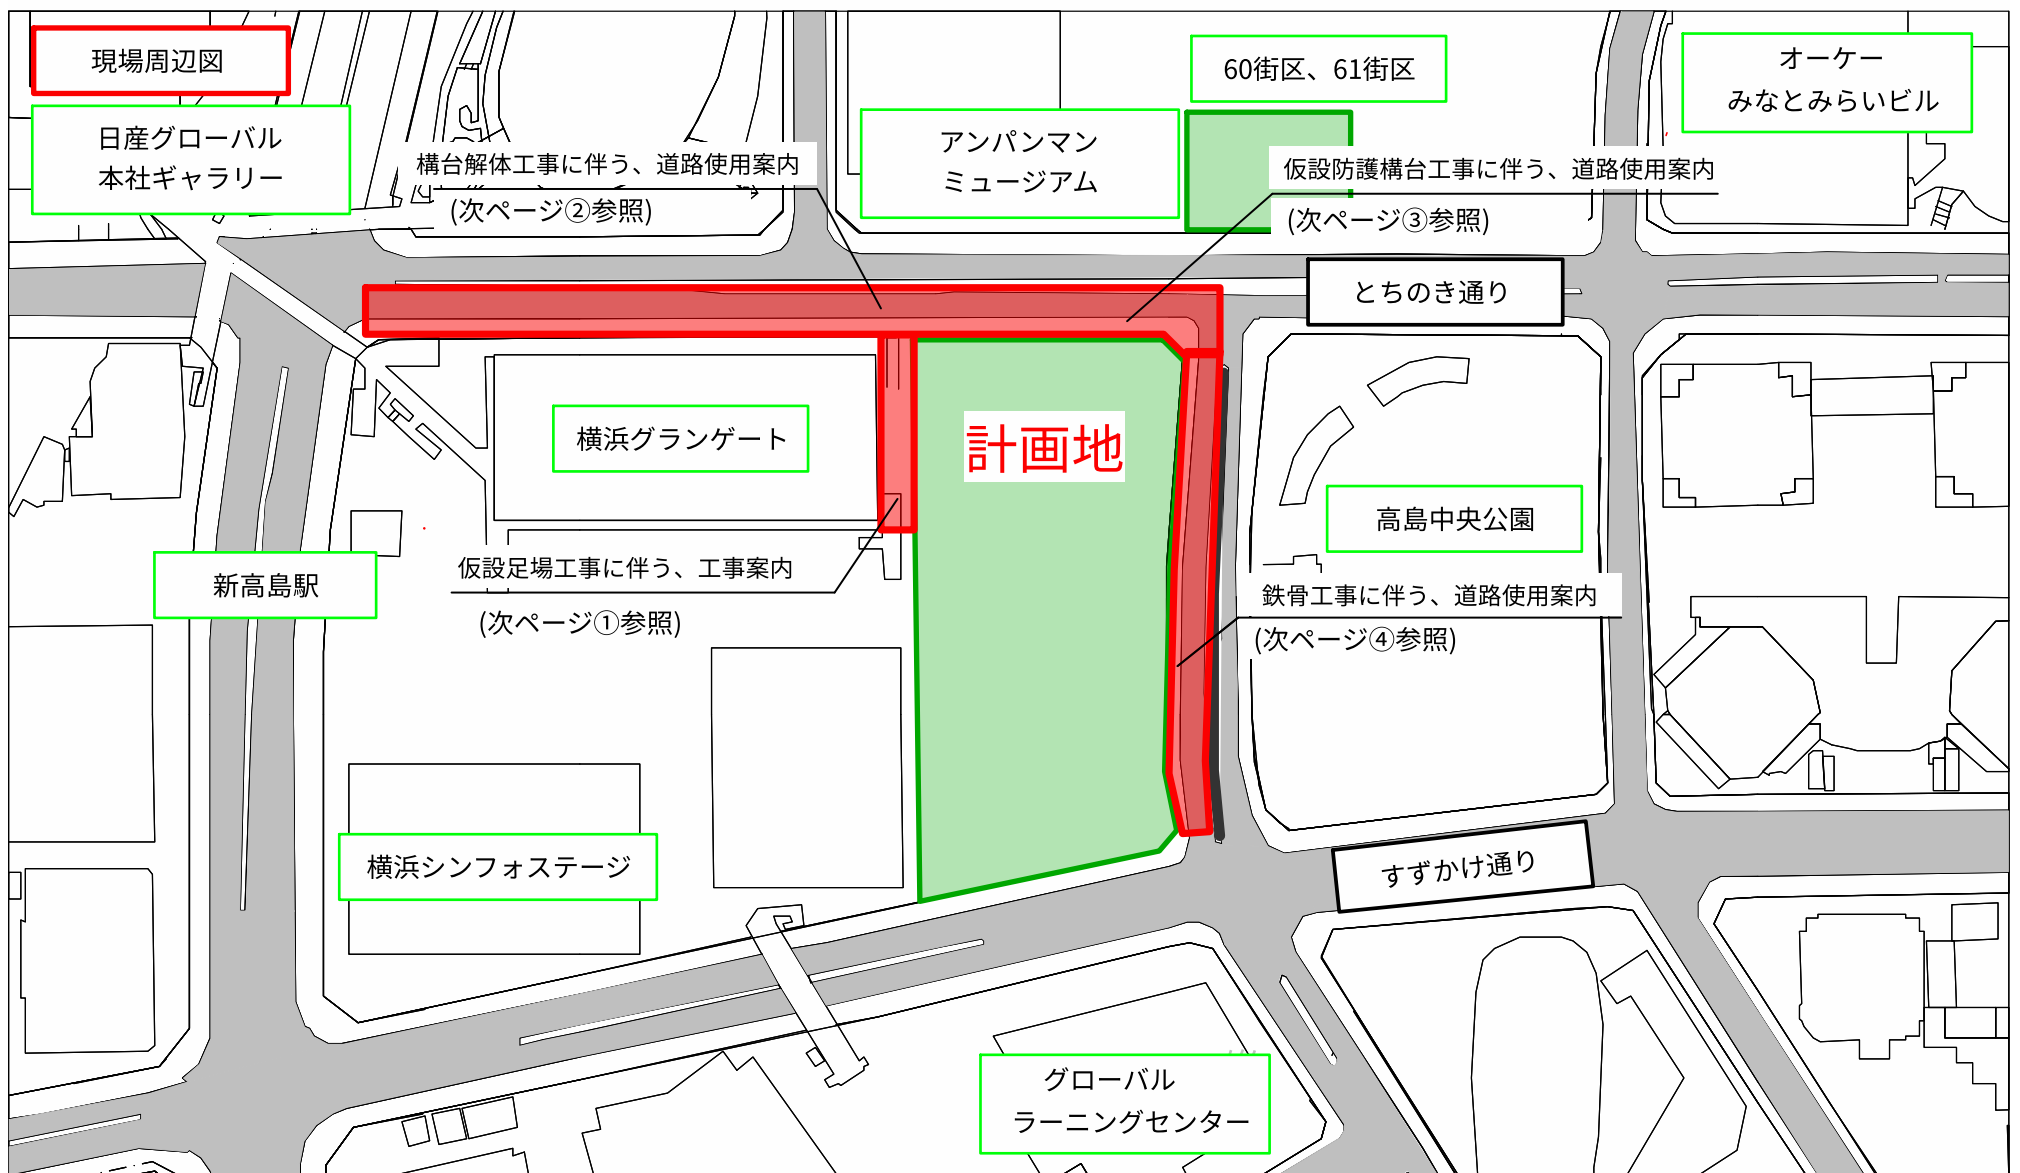 現場周辺図
日産グローバル
本社ギャラリー
構台解体工事に伴う、道路使用案内
(次ページ②参照)
アンパンマン
ミュージアム
60街区、61街区
オーケー
みなとみらいビル
仮設防護構台工事に伴う、道路使用案内
(次ページ③参照)
とちのき通り
横浜グランゲート
計画地
高島中央公園
新高島駅
仮設足場工事に伴う、工事案内
(次ページ①参照)
鉄骨工事に伴う、道路使用案内
(次ページ④参照)
横浜シンフォステージ
すずかけ通り
グローバル
ラーニングセンター